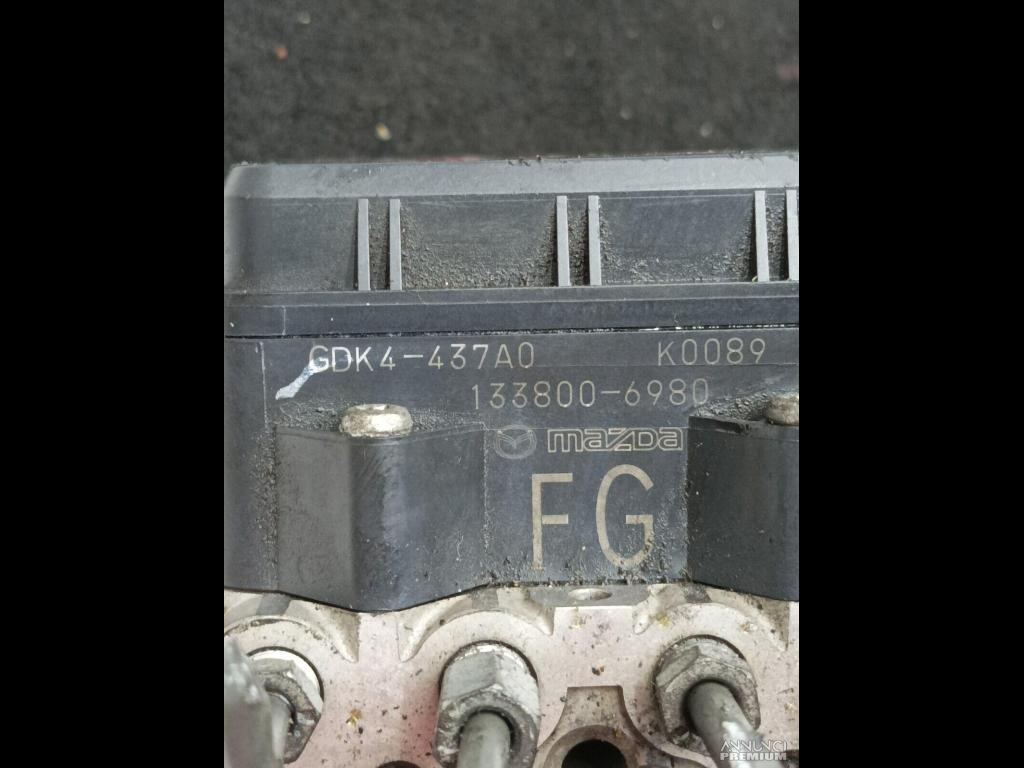 GDK4-437A0 K0089
133800-6980
mazda
FG
ANNUNCI
PREMIUM